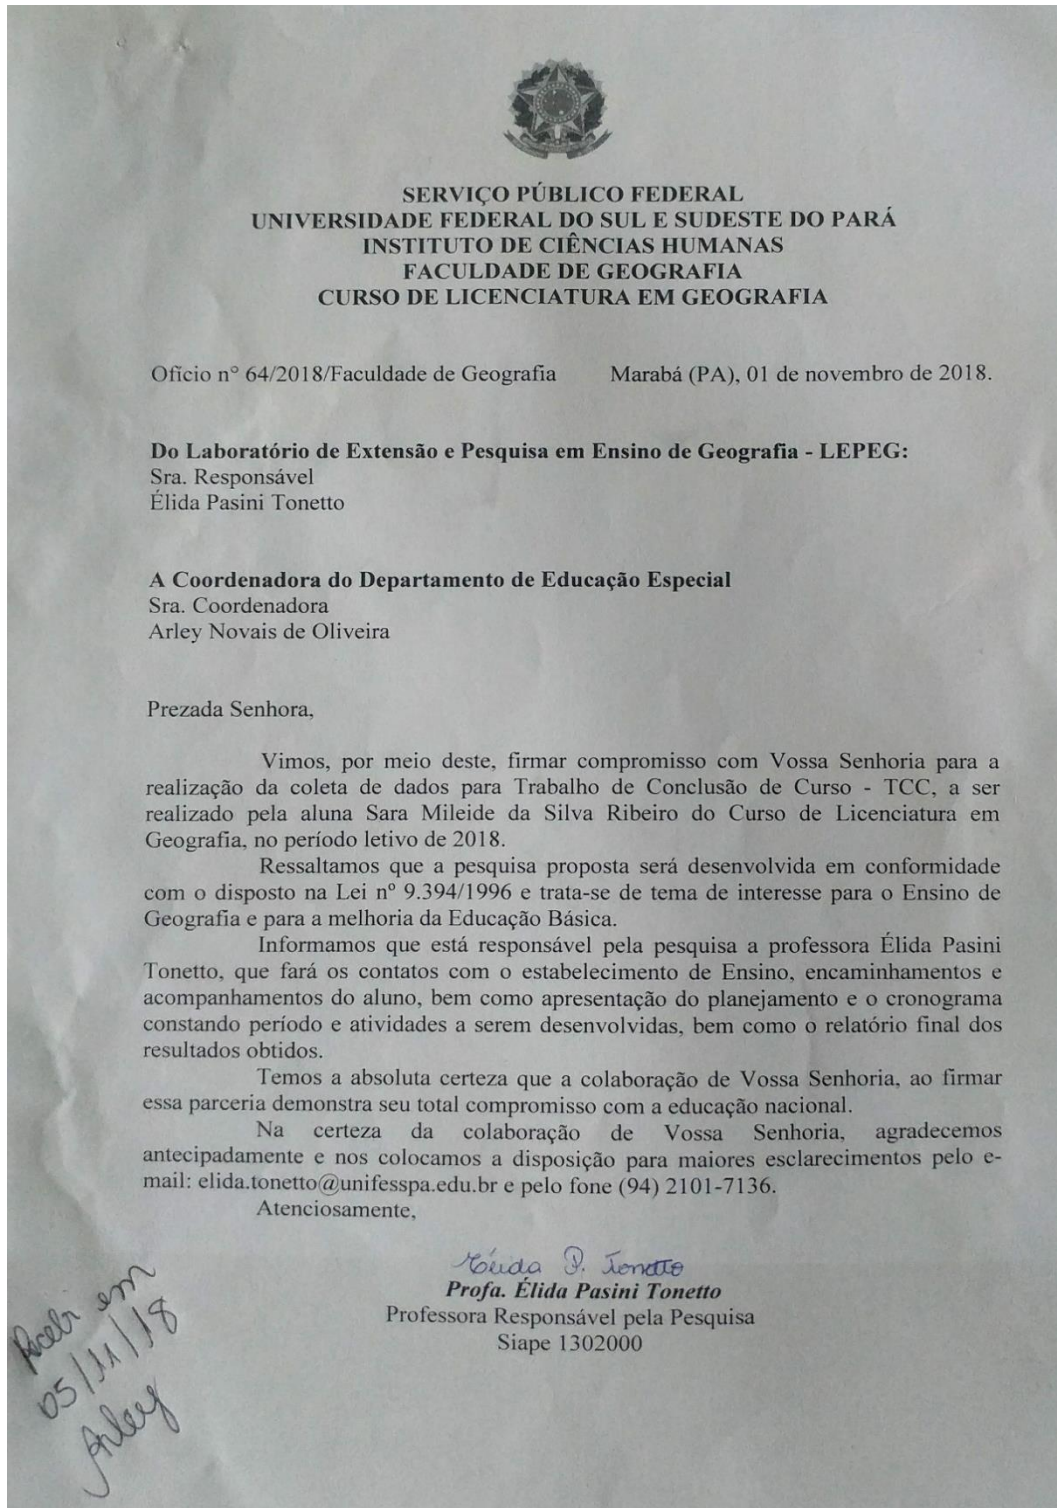 SERVIÇO PÚBLICO FEDERAL
UNIVERSIDADE FEDERAL DO SUL E SUDESTE DO PARÁ
INSTITUTO DE CIÊNCIAS HUMANAS
FACULDADE DE GEOGRAFIA
CURSO DE LICENCIATURA EM GEOGRAFIA
Ofício n° 64/2018/Faculdade de Geografia Marabá (PA), 01 de novembro de 2018.
Do Laboratório de Extensão e Pesquisa em Ensino de Geografia - LEPEG:
Sra. Responsável
Élida Pasini Tonetto
A Coordenadora do Departamento de Educação Especial
Sra. Coordenadora
Arley Novais de Oliveira
Prezada Senhora,
Vimos, por meio deste, firmar compromisso com Vossa Senhoria para a
realização da coleta de dados para Trabalho de Conclusão de Curso - TCC, a ser
realizado pela aluna Sara Mileide da Silva Ribeiro do Curso de Licenciatura em
Geografia, no período letivo de 2018.
Ressaltamos que a pesquisa proposta será desenvolvida em conformidade
com o disposto na Lei nº 9.394/1996 e trata-se de tema de interesse para o Ensino de
Geografia e para a melhoria da Educação Básica.
Informamos que está responsável pela pesquisa a professora Élida Pasini
Tonetto, que fará os contatos com o estabelecimento de Ensino, encaminhamentos e
acompanhamentos do aluno, bem como apresentação do planejamento e o cronograma
constando período e atividades a serem desenvolvidas, bem como o relatório final dos
resultados obtidos.
Temos a absoluta certeza que a colaboração de Vossa Senhoria, ao firmar
essa parceria demonstra seu total compromisso com a educação nacional.
Na certeza da colaboração de Vossa Senhoria, agradecemos
antecipadamente e nos colocamos a disposição para maiores esclarecimentos pelo e-
mail: elida.tonetto@unifesspa.edu.br e pelo fone (94) 2101-7136.
Atenciosamente,
Élida P. Tonetto
Profa. Élida Pasini Tonetto
Professora Responsável pela Pesquisa
Siape 1302000
Recebi em
05/11/18
Arley